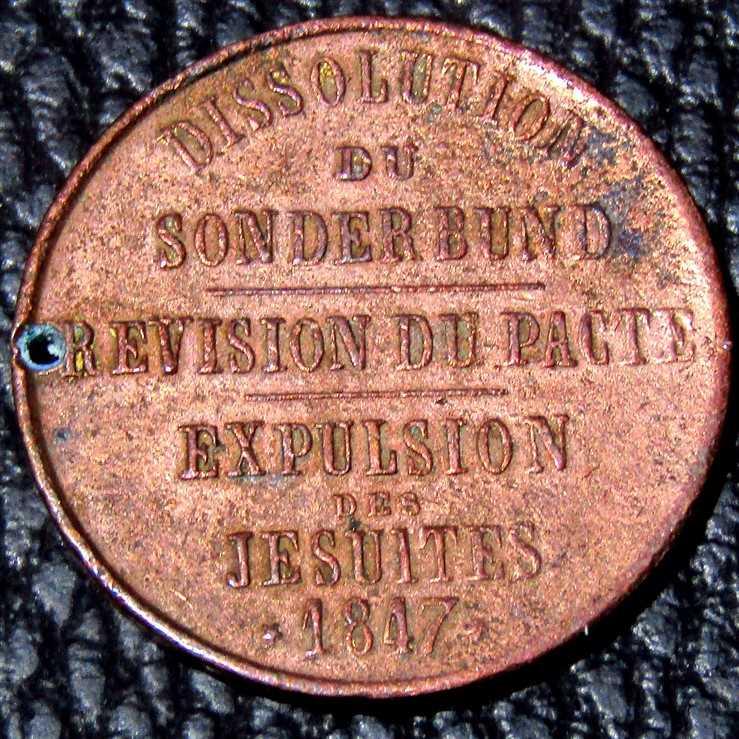 DISSOLUTION
DU
SONDERBUND
REVISION DU PACTE
EXPULSION
DES
JESUITES
* 1847 *